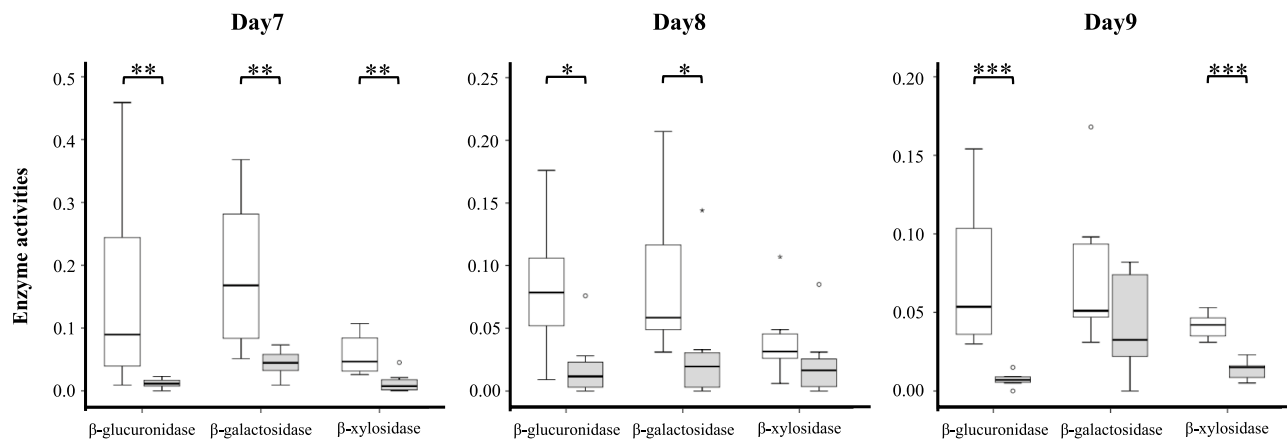 Day7
Day8
Day9
Enzyme activities
0.5
0.4
0.3
0.2
0.1
0.0
** ** **
β-glucuronidase β-galactosidase β-xylosidase
0.25
0.20
0.15
0.10
0.05
0.00
* *
β-glucuronidase β-galactosidase β-xylosidase
0.20
0.15
0.10
0.05
0.00
*** ***
β-glucuronidase β-galactosidase β-xylosidase